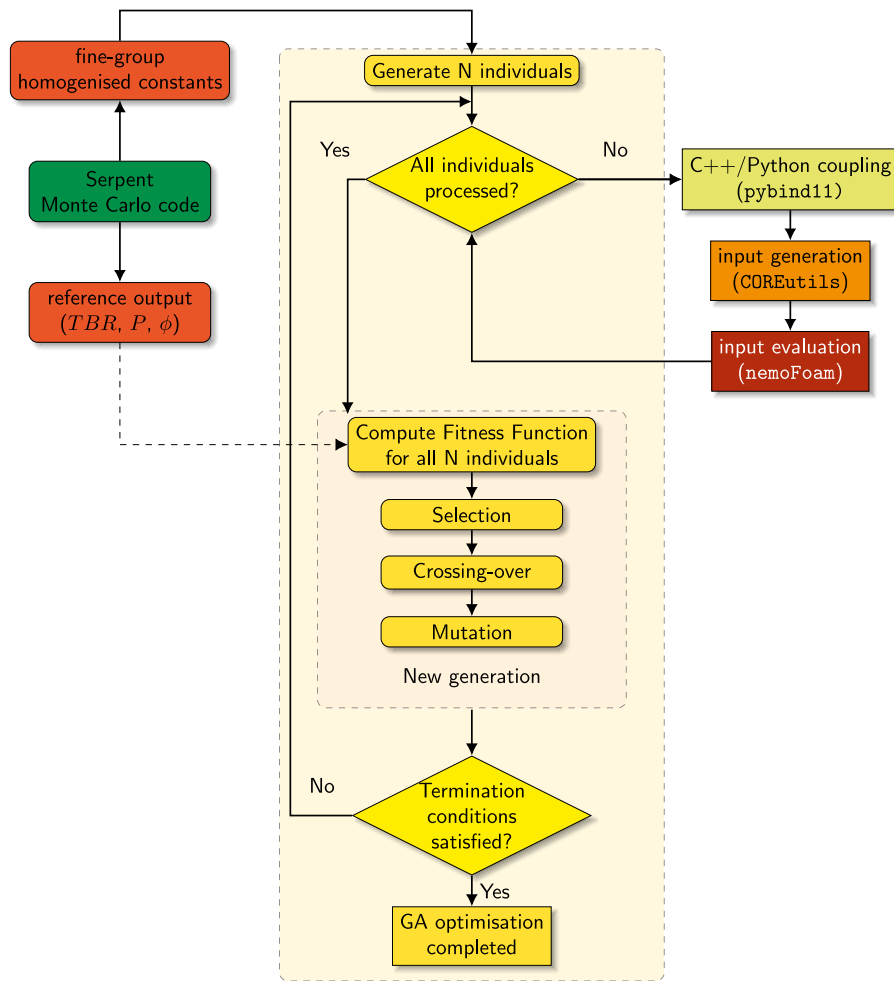 fine-group
homogenised constants
Generate N individuals
Yes
All individuals
processed?
No
Serpent
Monte Carlo code
C++/Python coupling
(pybind11)
input generation
(COREutils)
reference output
(TBR, P, ϕ)
input evaluation
(nemoFoam)
Compute Fitness Function
for all N individuals
Selection
Crossing-over
Mutation
New generation
No
Termination
conditions
satisfied?
Yes
GA optimisation
completed